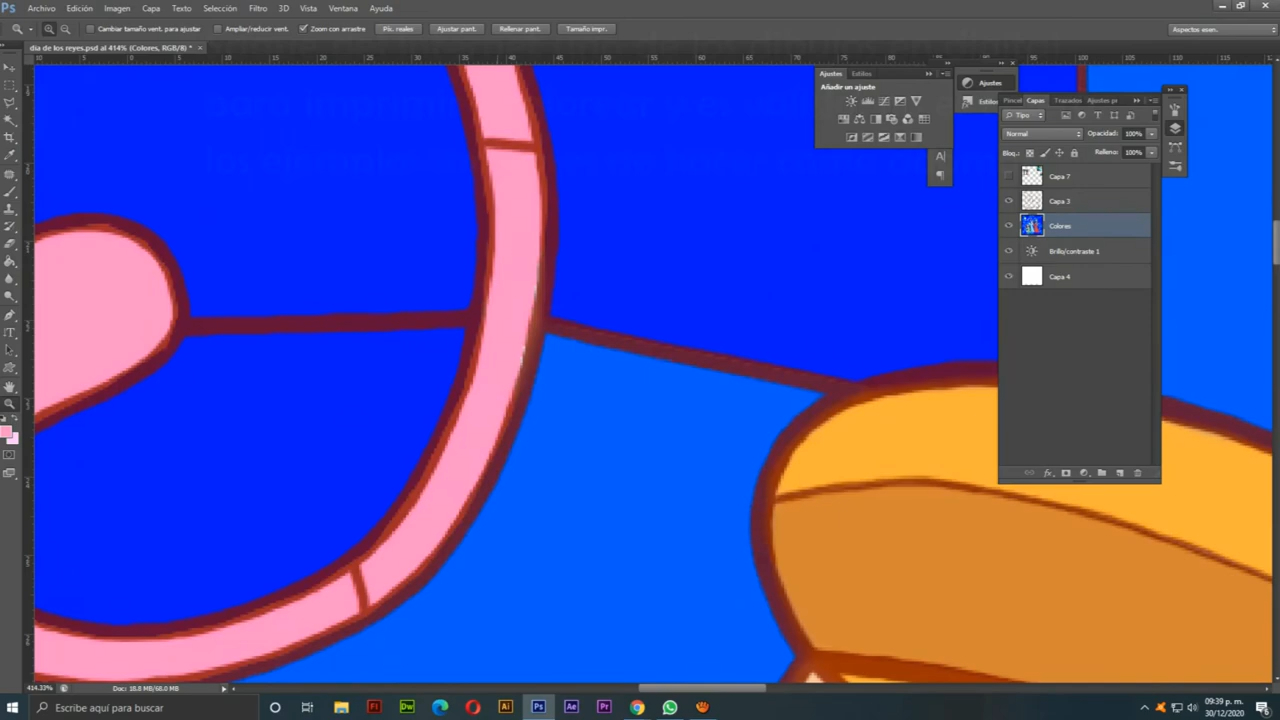 Archivo Edición Imagen Capa Texto Selección Filtro 3D Vista Ventana Ayuda
Cambiar tamaño vent. para ajustar Ampliar/reducir vent. Zoom con arrastre Píx. reales Ajustar pant. Rellenar pant. Tamaño impr. Aspectos esen.
dia de los reyes.psd al 414% (Colores, RGB/8) * ×
Ajustes Estilos
Añadir un ajuste
Ajustes
Estilos
Pincel Capas Trazados Ajustes pr
Tipo
Normal Opacidad: 100%
Bloq.: Relleno: 100%
Capa 7
Capa 3
Colores
Brillo/contraste 1
Capa 4
414.33% Doc: 18.8 MB/68.0 MB
Escribe aquí para buscar
09:39 p. m.
30/12/2020